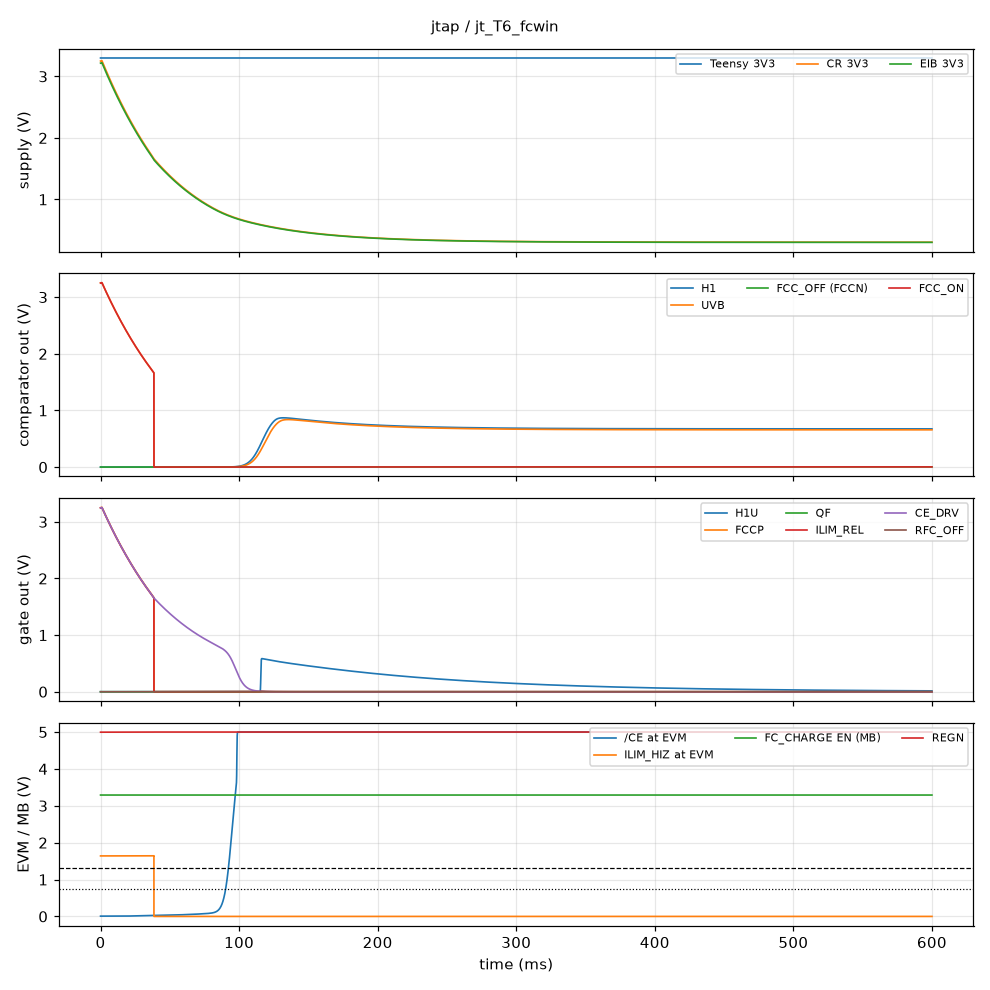 jtap / jt_T6_fcwin
Teensy 3V3 CR 3V3 EIB 3V3
supply (V)
3
2
1
H1 FCC_OFF (FCCN) FCC_ON
UVB
comparator out (V)
3
2
1
0
H1U QF CE_DRV
FCCP ILIM_REL RFC_OFF
gate out (V)
3
2
1
0
/CE at EVM FC_CHARGE EN (MB) REGN
ILIM_HIZ at EVM
EVM / MB (V)
5
4
3
2
1
0
0 100 200 300 400 500 600
time (ms)